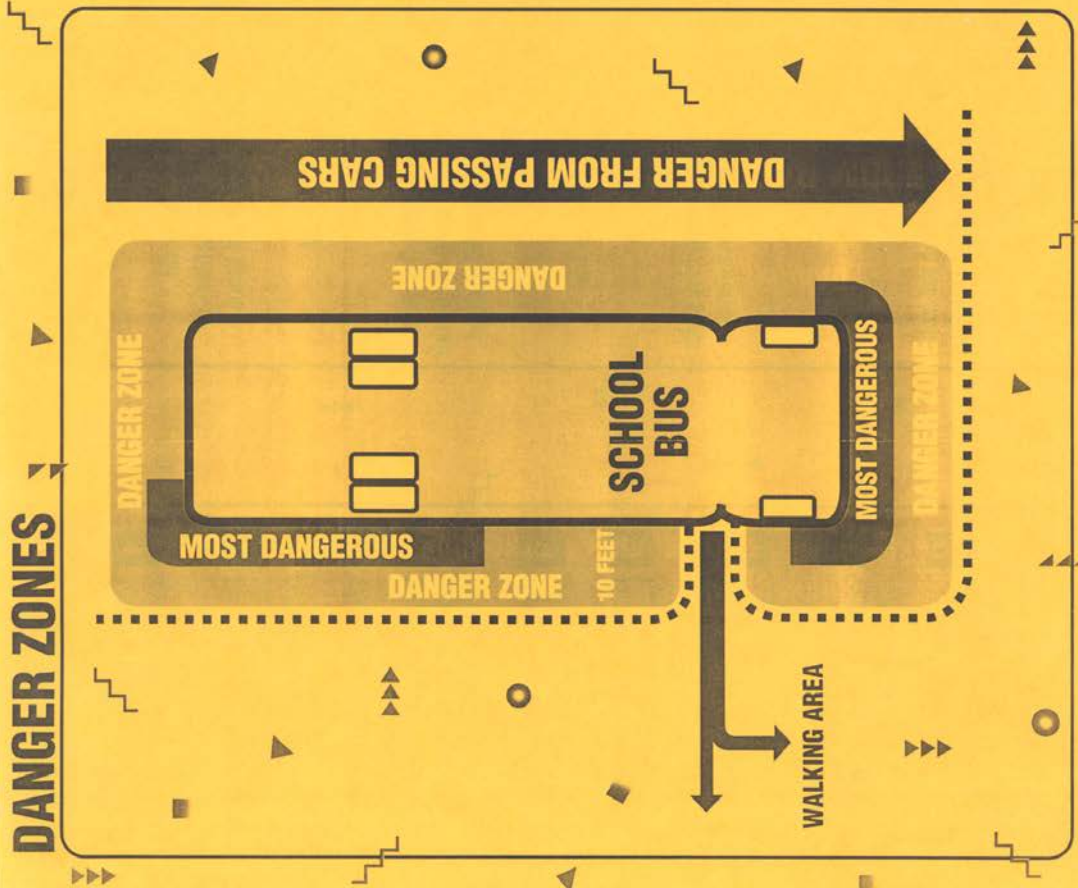 DANGER ZONES
DANGER FROM PASSING CARS
DANGER ZONE
DANGER ZONE
MOST DANGEROUS
DANGER ZONE
10 FEET
SCHOOL
BUS
MOST DANGEROUS
DANGER ZONE
WALKING AREA